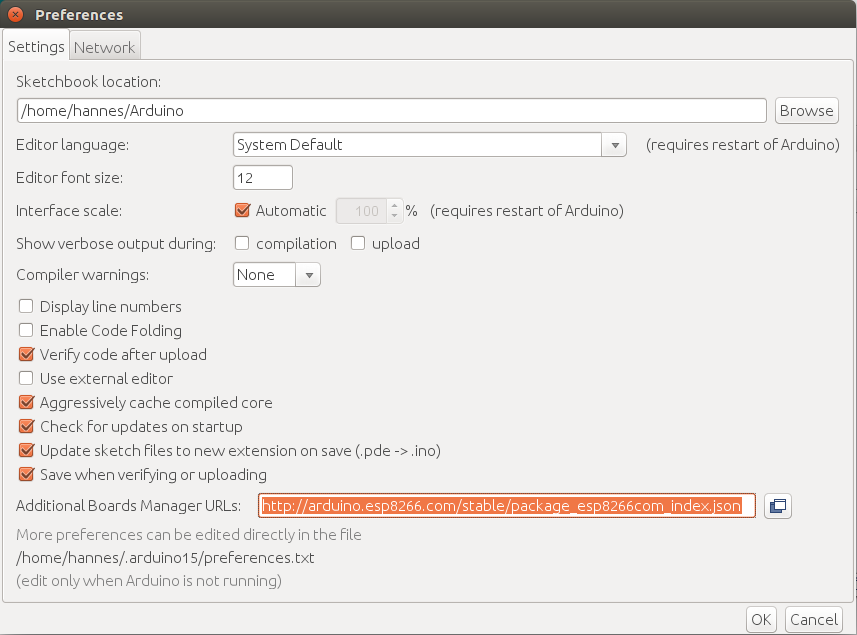 Preferences
Settings Network
Sketchbook location:
/home/hannes/Arduino Browse
Editor language: System Default (requires restart of Arduino)
Editor font size: 12
Interface scale: Automatic 100 % (requires restart of Arduino)
Show verbose output during: compilation upload
Compiler warnings: None
Display line numbers
Enable Code Folding
Verify code after upload
Use external editor
Aggressively cache compiled core
Check for updates on startup
Update sketch files to new extension on save (.pde -> .ino)
Save when verifying or uploading
Additional Boards Manager URLs: http://arduino.esp8266.com/stable/package_esp8266com_index.json
More preferences can be edited directly in the file
/home/hannes/.arduino15/preferences.txt
(edit only when Arduino is not running)
OK Cancel